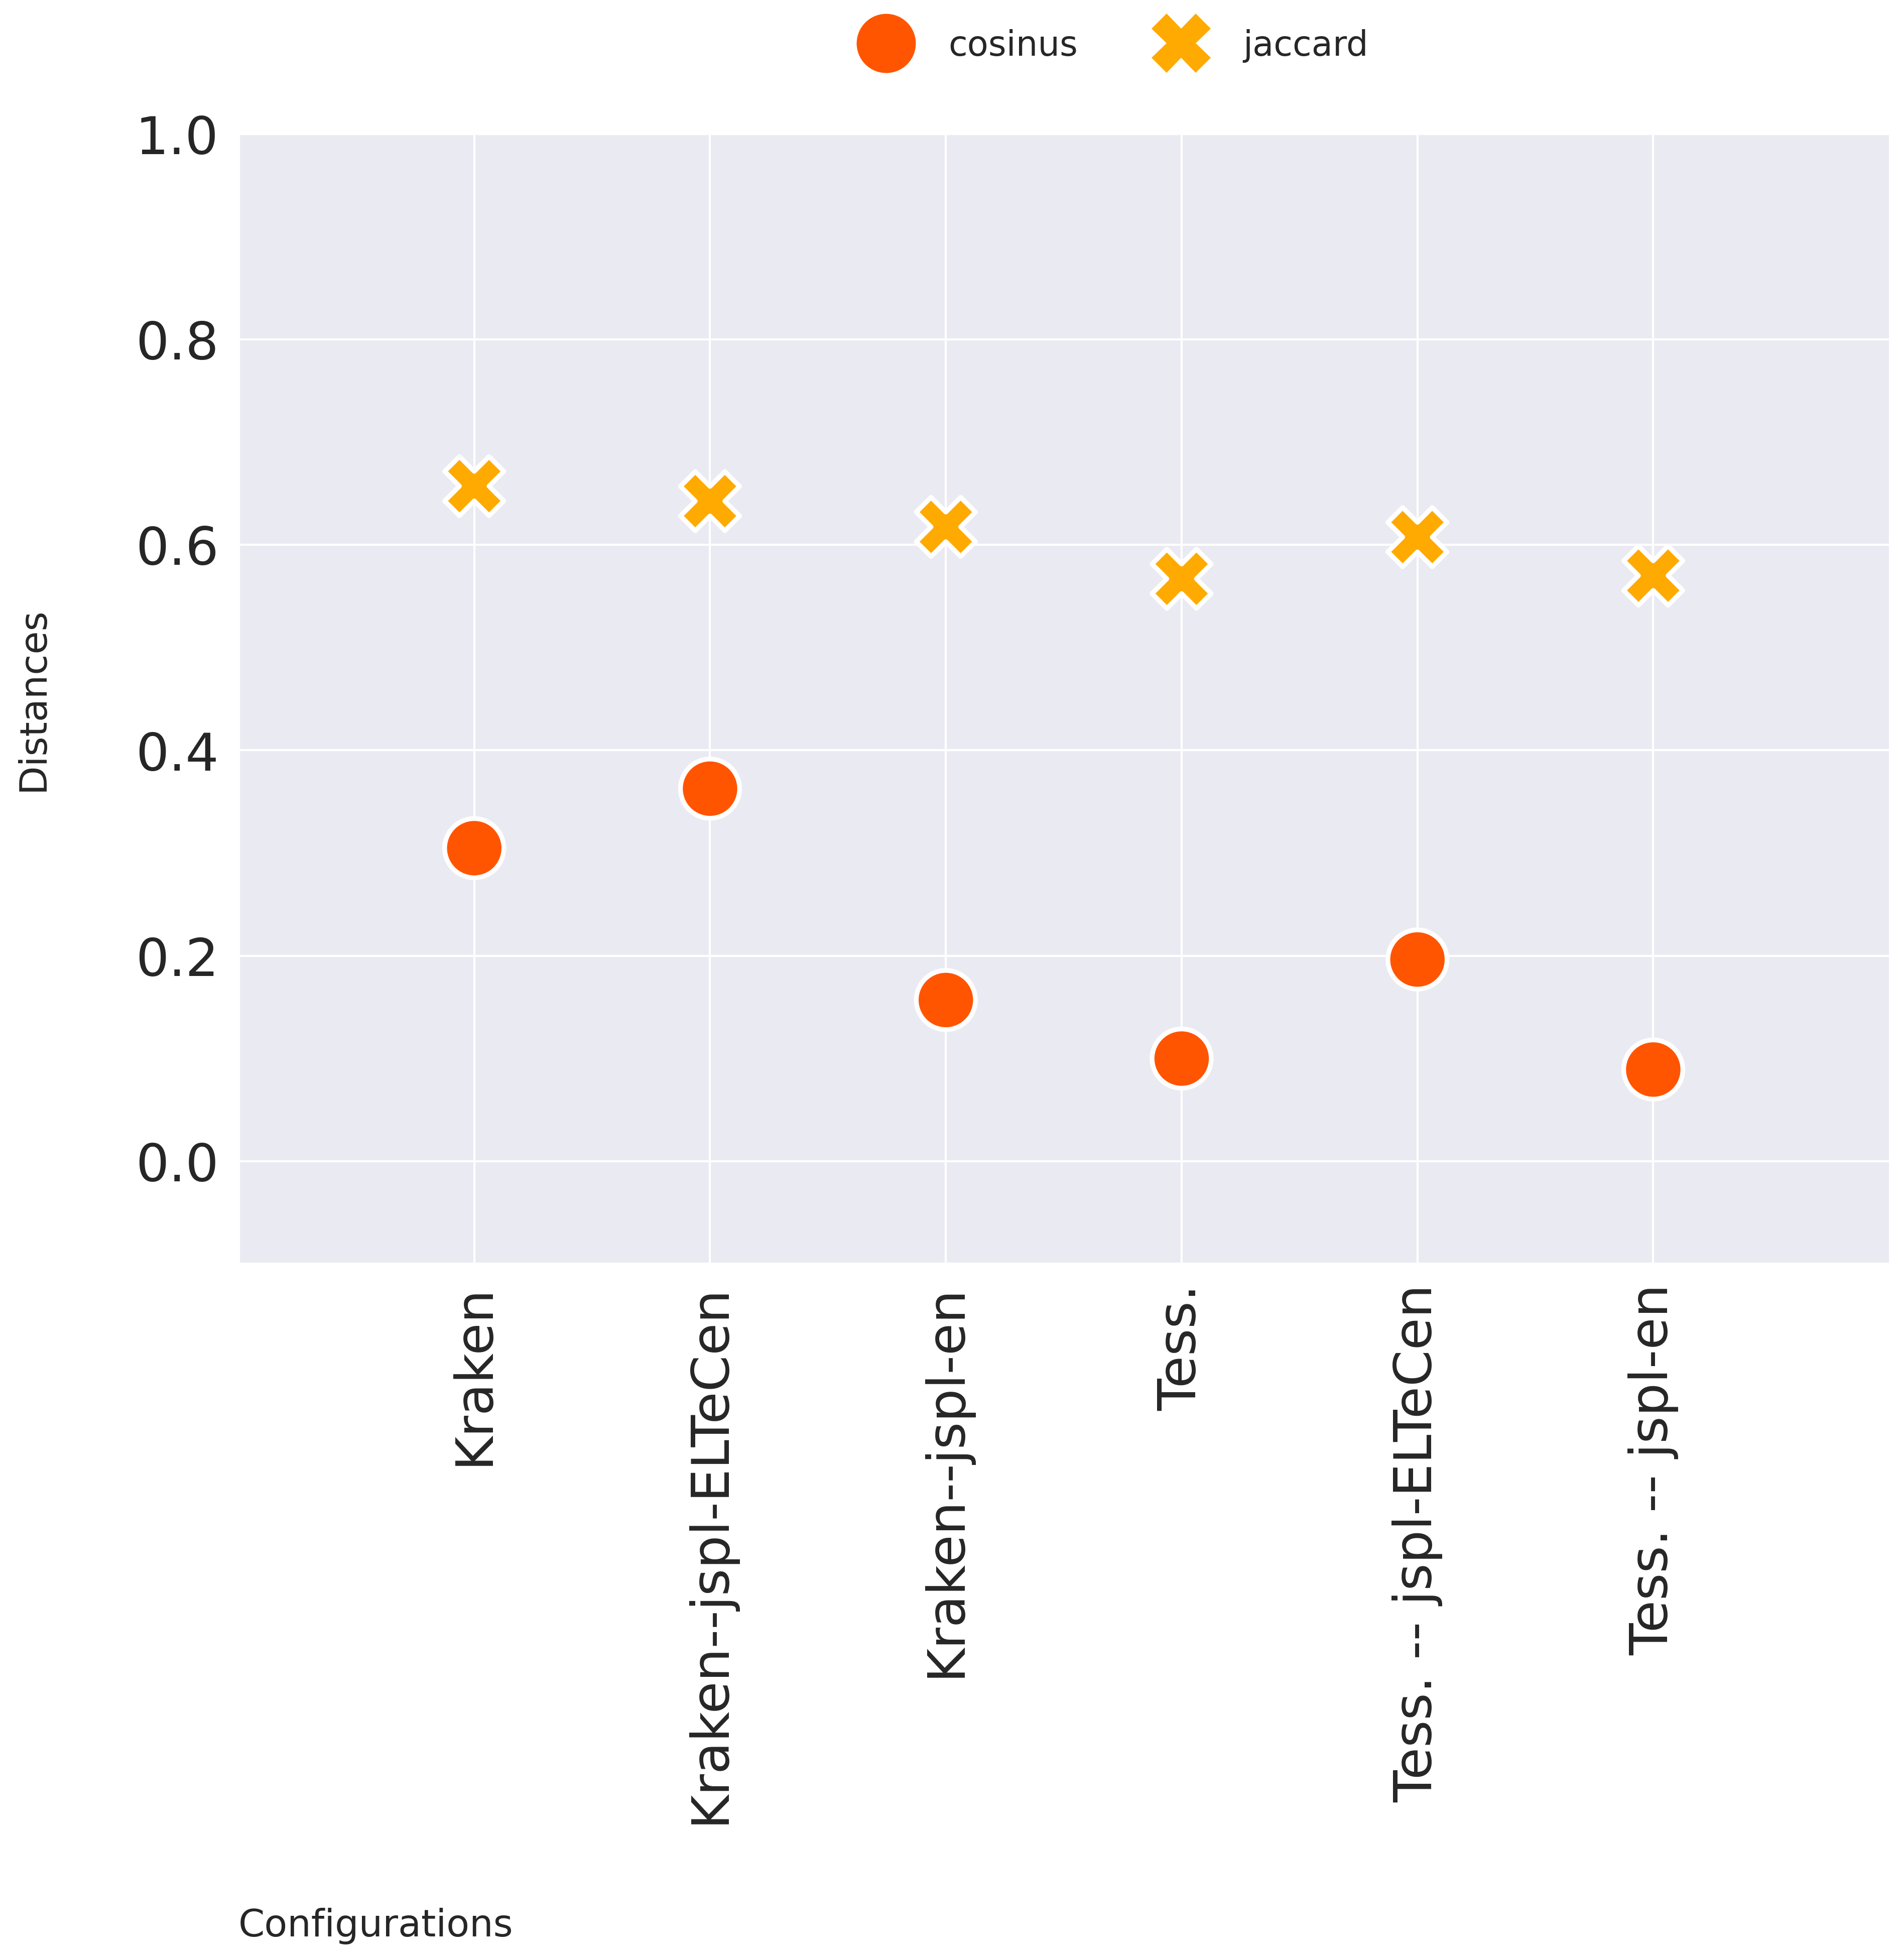 cosinus jaccard
1.0
0.8
0.6
0.4
0.2
0.0
Distances
Kraken
Kraken--jspl-ELTeCen
Kraken--jspl-en
Tess.
Tess. -- jspl-ELTeCen
Tess. -- jspl-en
Configurations